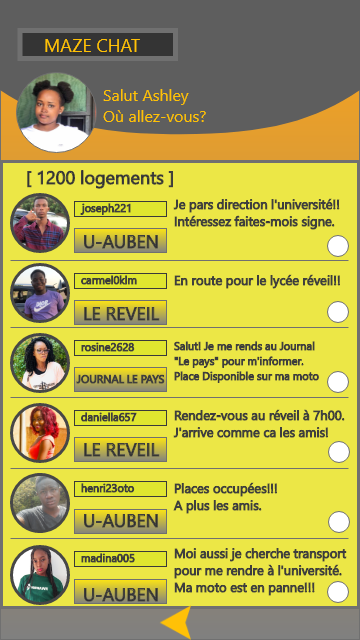 MAZE CHAT
Salut Ashley
Où allez-vous?
[ 1200 logements ]
joseph221
U-AUBEN
Je pars direction l'université!!
Intéressez faites-mois signe.
carmel0klm
LE REVEIL
En route pour le lycée réveil!!
rosine2628
JOURNAL LE PAYS
Salut! Je me rends au Journal
"Le pays" pour m'informer.
Place Disponible sur ma moto
daniella657
LE REVEIL
Rendez-vous au réveil à 7h00.
J'arrive comme ca les amis!
henri23oto
U-AUBEN
Places occupées!!!
A plus les amis.
madina005
U-AUBEN
Moi aussi je cherche transport
pour me rendre à l'université.
Ma moto est en panne!!!